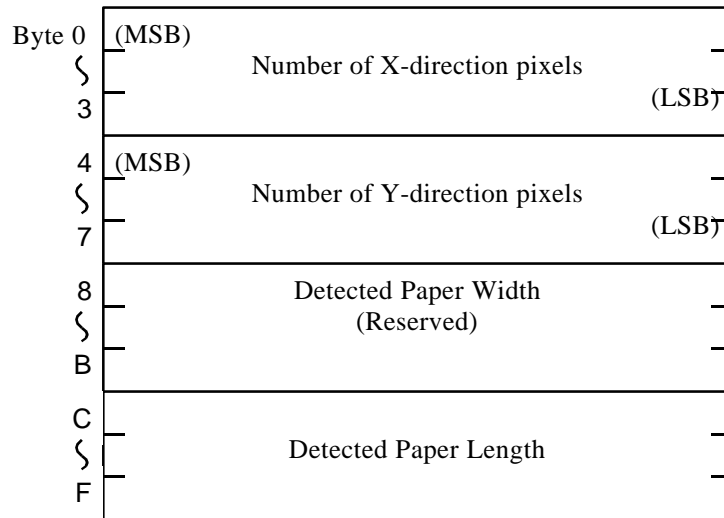 Byte 0 (MSB)
Number of X-direction pixels
3 (LSB)
4 (MSB)
Number of Y-direction pixels
7 (LSB)
8 Detected Paper Width
(Reserved)
B
C
Detected Paper Length
F